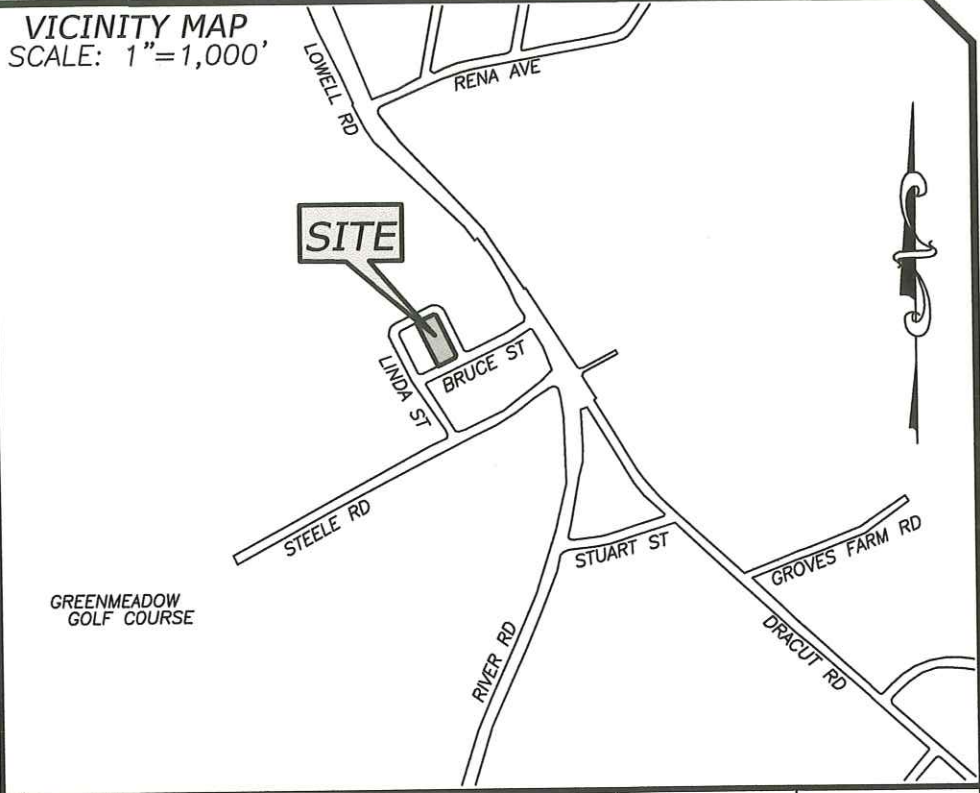 VICINITY MAP
SCALE: 1"=1,000'
LOWELL RD
RENA AVE
SITE
LINDA ST
BRUCE ST
STEELE RD
STUART ST
GROVES FARM RD
GREENMEADOW
GOLF COURSE
RIVER RD
DRACUT RD